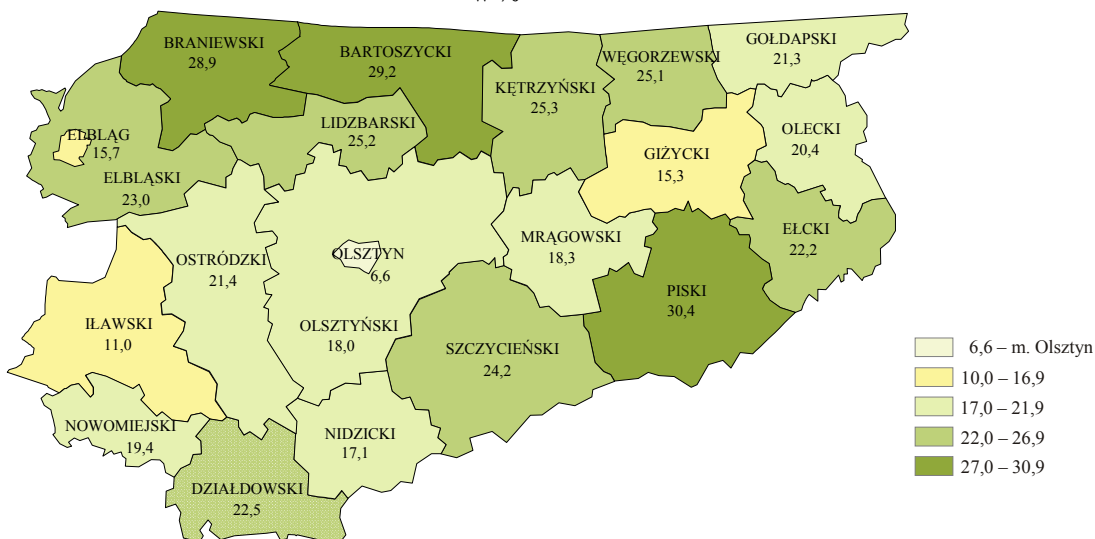 BRANIEWSKI
28,9
BARTOSZYCKI
29,2
KĘTRZYŃSKI
25,3
WĘGORZEWSKI
25,1
GOŁDAPSKI
21,3
ELBLĄG
15,7
ELBLĄSKI
23,0
LIDZBARSKI
25,2
GIŻYCKI
15,3
OLECKI
20,4
OSTRÓDZKI
21,4
OLSZTYN
6,6
MRĄGOWSKI
18,3
EŁCKI
22,2
IŁAWSKI
11,0
OLSZTYŃSKI
18,0
SZCZYCIEŃSKI
24,2
PISKI
30,4
NOWOMIEJSKI
19,4
NIDZICKI
17,1
DZIAŁDOWSKI
22,5
6,6 – m. Olsztyn
10,0 – 16,9
17,0 – 21,9
22,0 – 26,9
27,0 – 30,9